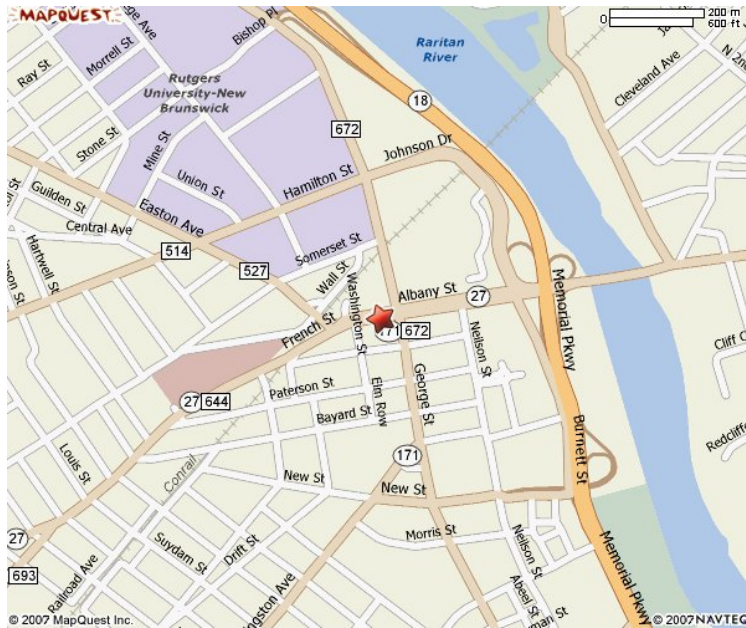 MAPQUEST.
200 m
0
600 ft
Bishop Pl
Morrell St
Ray St
Raritan
River
N 2nd
Cleveland Ave
Rutgers
University-New
Brunswick
18
672
Stone St
Mine St
Johnson Dr
Union St
Hamilton St
Guilden St
Easton Ave
Central Ave
514
Hartwell St
Somerset St
527
Wall St
Washington St
Albany St
27
Memorial Pkwy
French St
171
672
Neilson St
Cliff
27
644
Paterson St
Elm Row
George St
Bayard St
Burnett St
Louis St
171
Conrail
New St
New St
Morris St
27
Suydam St
Drift St
Neilson St
Memorial Pkwy
693
Railroad Ave
Abeel St
© 2007 MapQuest Inc.
© 2007 NAVTEQ